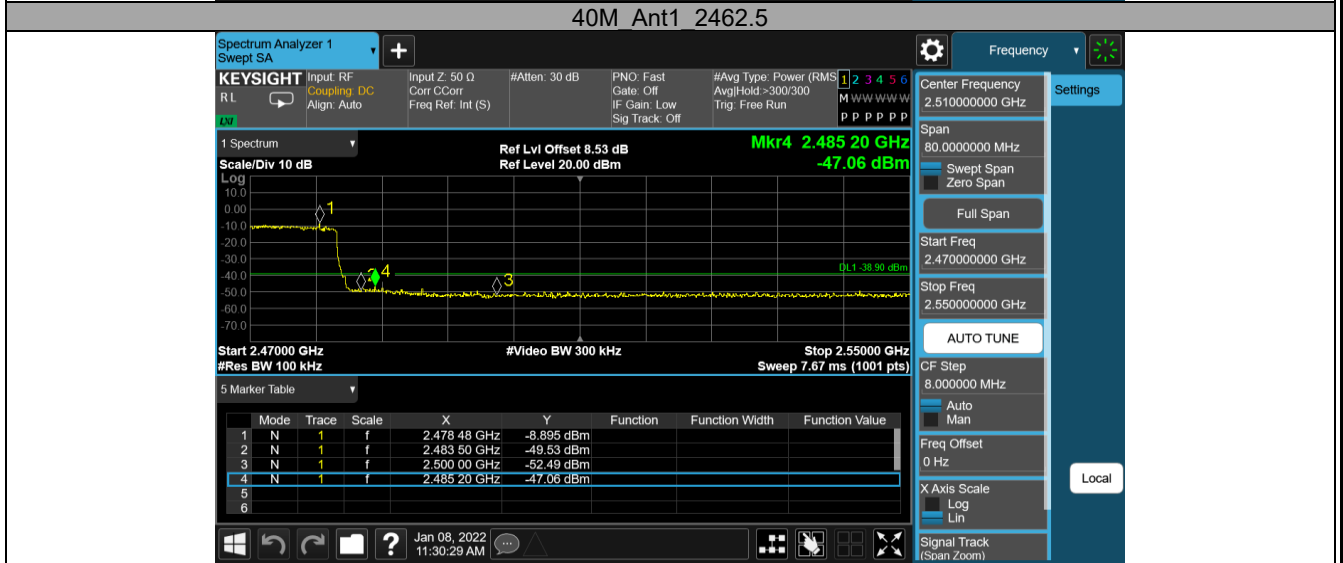 40M_Ant1_2462.5
Spectrum Analyzer 1
Swept SA
+
Frequency
KEYSIGHT
RL
LXI
Input: RF
Coupling: DC
Align: Auto
Input Z: 50 Ω
Corr CCorr
Freq Ref: Int (S)
#Atten: 30 dB
PNO: Fast
Gate: Off
IF Gain: Low
Sig Track: Off
#Avg Type: Power (RMS
Avg|Hold:>300/300
Trig: Free Run
1 2 3 4 5 6
M W W W W W
P P P P P P
1 Spectrum
Scale/Div 10 dB
Ref Lvl Offset 8.53 dB
Ref Level 20.00 dBm
Mkr4 2.485 20 GHz
-47.06 dBm
Log
10.0
0.00
-10.0
-20.0
-30.0
-40.0
-50.0
-60.0
-70.0
1
2
4
3
DL1 -38.90 dBm
Start 2.47000 GHz
#Res BW 100 kHz
#Video BW 300 kHz
Stop 2.55000 GHz
Sweep 7.67 ms (1001 pts)
5 Marker Table
Mode Trace Scale X Y Function Function Width Function Value
1 N 1 f 2.478 48 GHz -8.895 dBm
2 N 1 f 2.483 50 GHz -49.53 dBm
3 N 1 f 2.500 00 GHz -52.49 dBm
4 N 1 f 2.485 20 GHz -47.06 dBm
5
6
?
Jan 08, 2022
11:30:29 AM
Center Frequency
2.510000000 GHz
Settings
Span
80.0000000 MHz
Swept Span
Zero Span
Full Span
Start Freq
2.470000000 GHz
Stop Freq
2.550000000 GHz
AUTO TUNE
CF Step
8.000000 MHz
Auto
Man
Freq Offset
0 Hz
X Axis Scale
Log
Lin
Local
Signal Track
(Span Zoom)